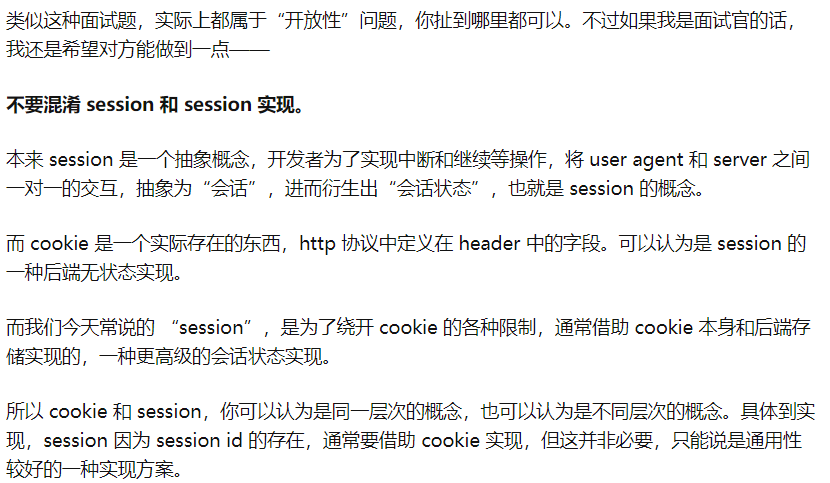 类似这种面试题，实际上都属于“开放性”问题，你扯到哪里都可以。不过如果我是面试官的话，
我还是希望对方能做到一点——
不要混淆 session 和 session 实现。
本来 session 是一个抽象概念，开发者为了实现中断和继续等操作，将 user agent 和 server 之间
一对一的交互，抽象为“会话”，进而衍生出“会话状态”，也就是 session 的概念。
而 cookie 是一个实际存在的东西，http 协议中定义在 header 中的字段。可以认为是 session 的
一种后端无状态实现。
而我们今天常说的 “session”，是为了绕开 cookie 的各种限制，通常借助 cookie 本身和后端存
储实现的，一种更高级的会话状态实现。
所以 cookie 和 session，你可以认为是同一层次的概念，也可以认为是不同层次的概念。具体到实
现，session 因为 session id 的存在，通常要借助 cookie 实现，但这并非必要，只能说是通用性
较好的一种实现方案。